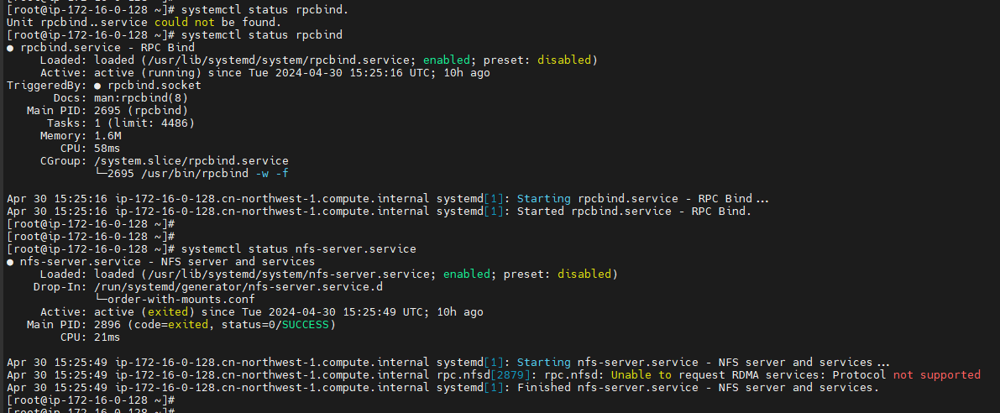 [root@ip-172-16-0-128 ~]#
[root@ip-172-16-0-128 ~]# systemctl status rpcbind.
Unit rpcbind..service could not be found.
[root@ip-172-16-0-128 ~]# systemctl status rpcbind
● rpcbind.service - RPC Bind
Loaded: loaded (/usr/lib/systemd/system/rpcbind.service; enabled; preset: disabled)
Active: active (running) since Tue 2024-04-30 15:25:16 UTC; 10h ago
TriggeredBy: ● rpcbind.socket
Docs: man:rpcbind(8)
Main PID: 2695 (rpcbind)
Tasks: 1 (limit: 4486)
Memory: 1.6M
CPU: 58ms
CGroup: /system.slice/rpcbind.service
└─2695 /usr/bin/rpcbind -w -f
Apr 30 15:25:16 ip-172-16-0-128.cn-northwest-1.compute.internal systemd[1]: Starting rpcbind.service - RPC Bind...
Apr 30 15:25:16 ip-172-16-0-128.cn-northwest-1.compute.internal systemd[1]: Started rpcbind.service - RPC Bind.
[root@ip-172-16-0-128 ~]#
[root@ip-172-16-0-128 ~]#
[root@ip-172-16-0-128 ~]# systemctl status nfs-server.service
● nfs-server.service - NFS server and services
Loaded: loaded (/usr/lib/systemd/system/nfs-server.service; enabled; preset: disabled)
Drop-In: /run/systemd/generator/nfs-server.service.d
└─order-with-mounts.conf
Active: active (exited) since Tue 2024-04-30 15:25:49 UTC; 10h ago
Main PID: 2896 (code=exited, status=0/SUCCESS)
CPU: 21ms
Apr 30 15:25:49 ip-172-16-0-128.cn-northwest-1.compute.internal systemd[1]: Starting nfs-server.service - NFS server and services...
Apr 30 15:25:49 ip-172-16-0-128.cn-northwest-1.compute.internal rpc.nfsd[2879]: rpc.nfsd: Unable to request RDMA services: Protocol not supported
Apr 30 15:25:49 ip-172-16-0-128.cn-northwest-1.compute.internal systemd[1]: Finished nfs-server.service - NFS server and services.
[root@ip-172-16-0-128 ~]#
[root@ip-172-16-0-128 ~]#